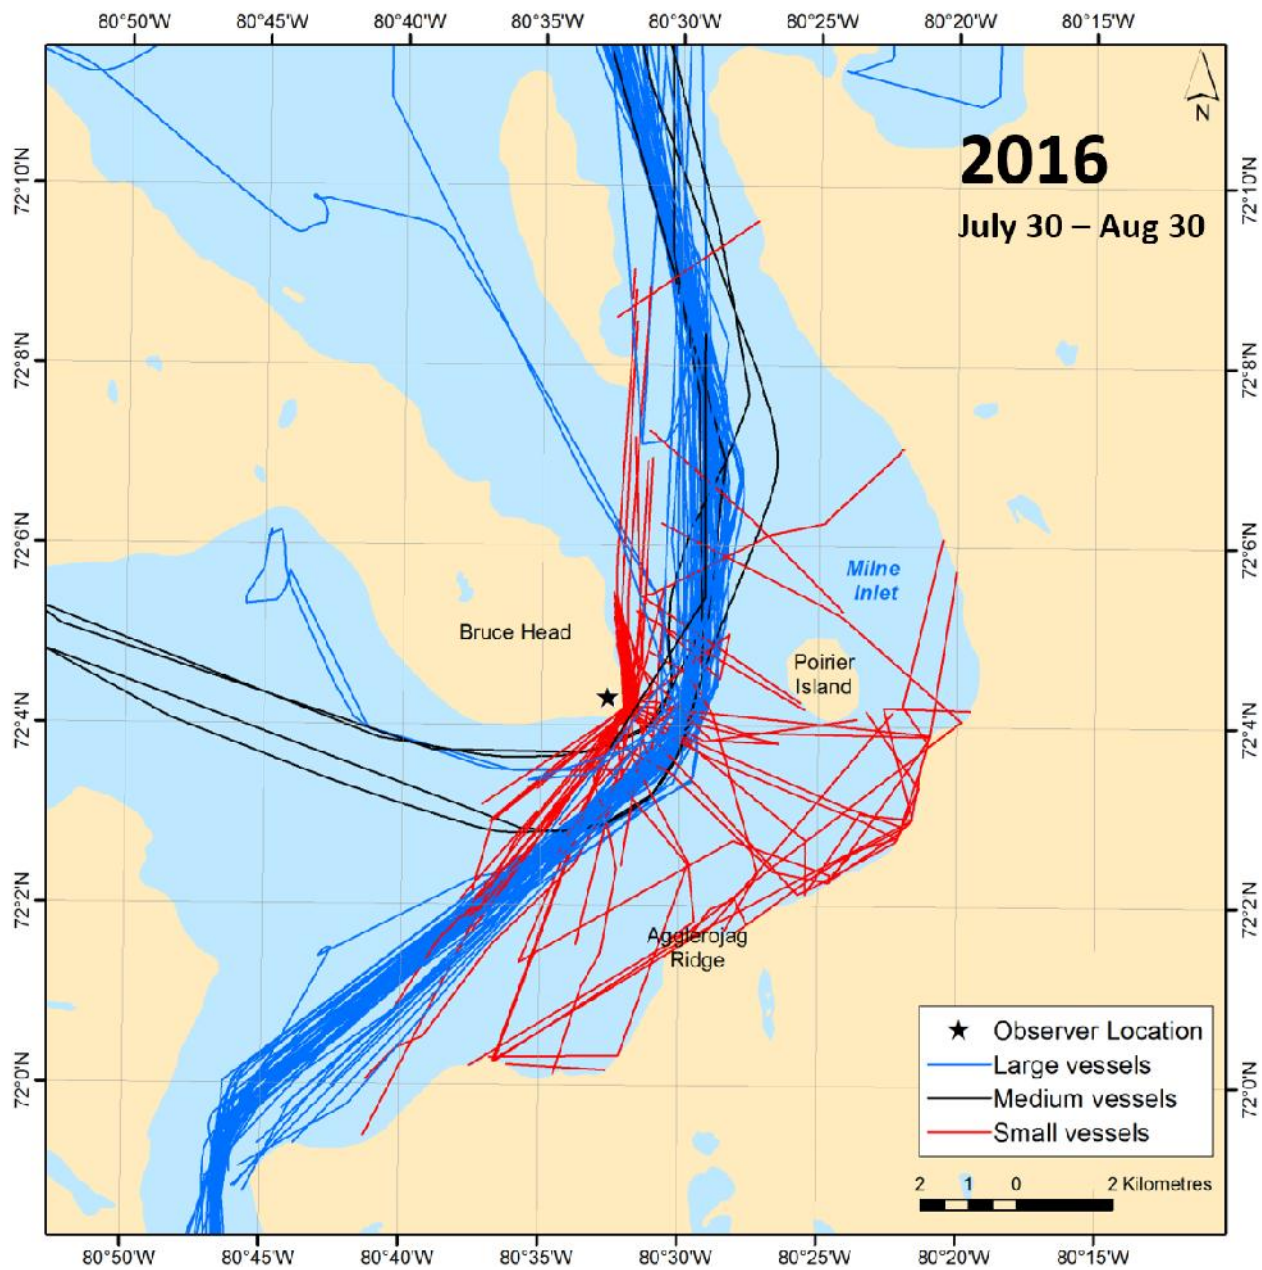 80°50'W 80°45'W 80°40'W 80°35'W 80°30'W 80°25'W 80°20'W 80°15'W
N
2016
July 30 – Aug 30
72°10'N 72°10'N
72°8'N 72°8'N
72°6'N 72°6'N
Milne
Inlet
Bruce Head
Poirier
Island
72°4'N 72°4'N
72°2'N 72°2'N
Agglerojag
Ridge
Observer Location
Large vessels
72°0'N 72°0'N
Medium vessels
Small vessels
2 1 0 2 Kilometres
80°50'W 80°45'W 80°40'W 80°35'W 80°30'W 80°25'W 80°20'W 80°15'W